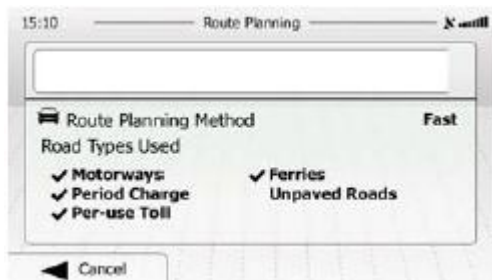 15:10 Route Planning
Route Planning Method Fast
Road Types Used
Motorways Ferries
Period Charge Unpaved Roads
Per-use Toll
Cancel